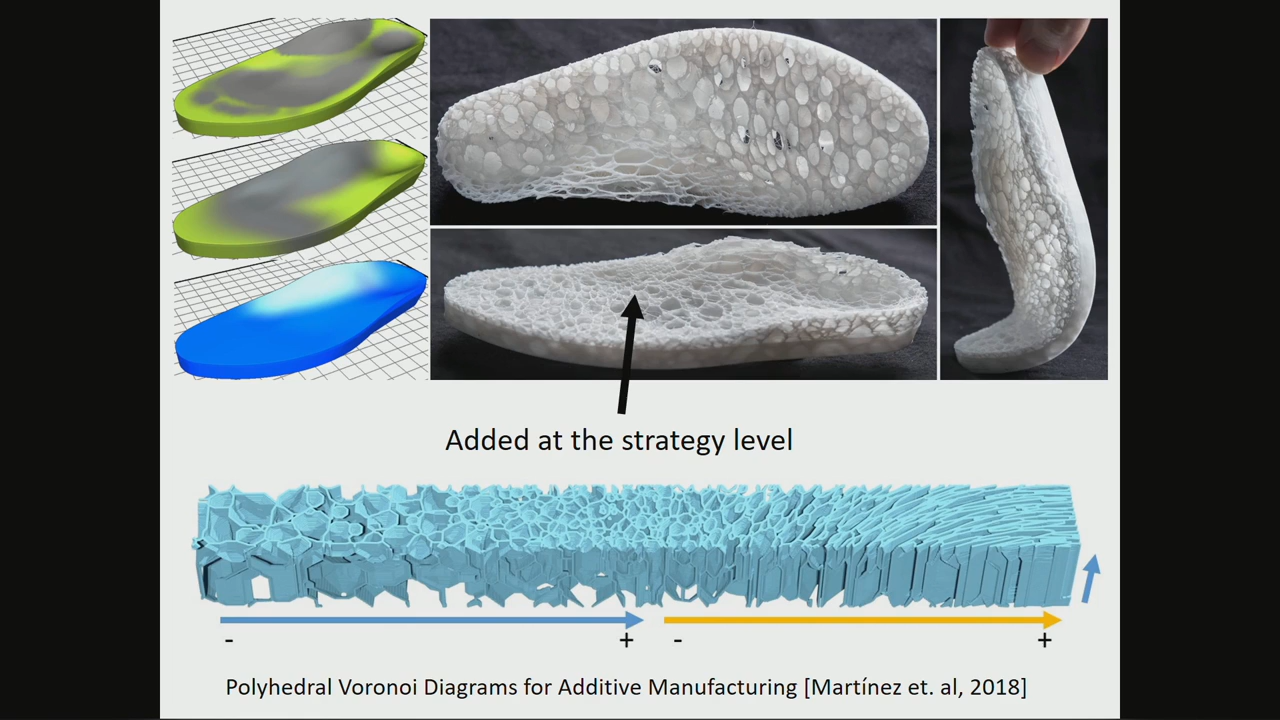 Added at the strategy level
- + - +
Polyhedral Voronoi Diagrams for Additive Manufacturing [Martínez et. al, 2018]